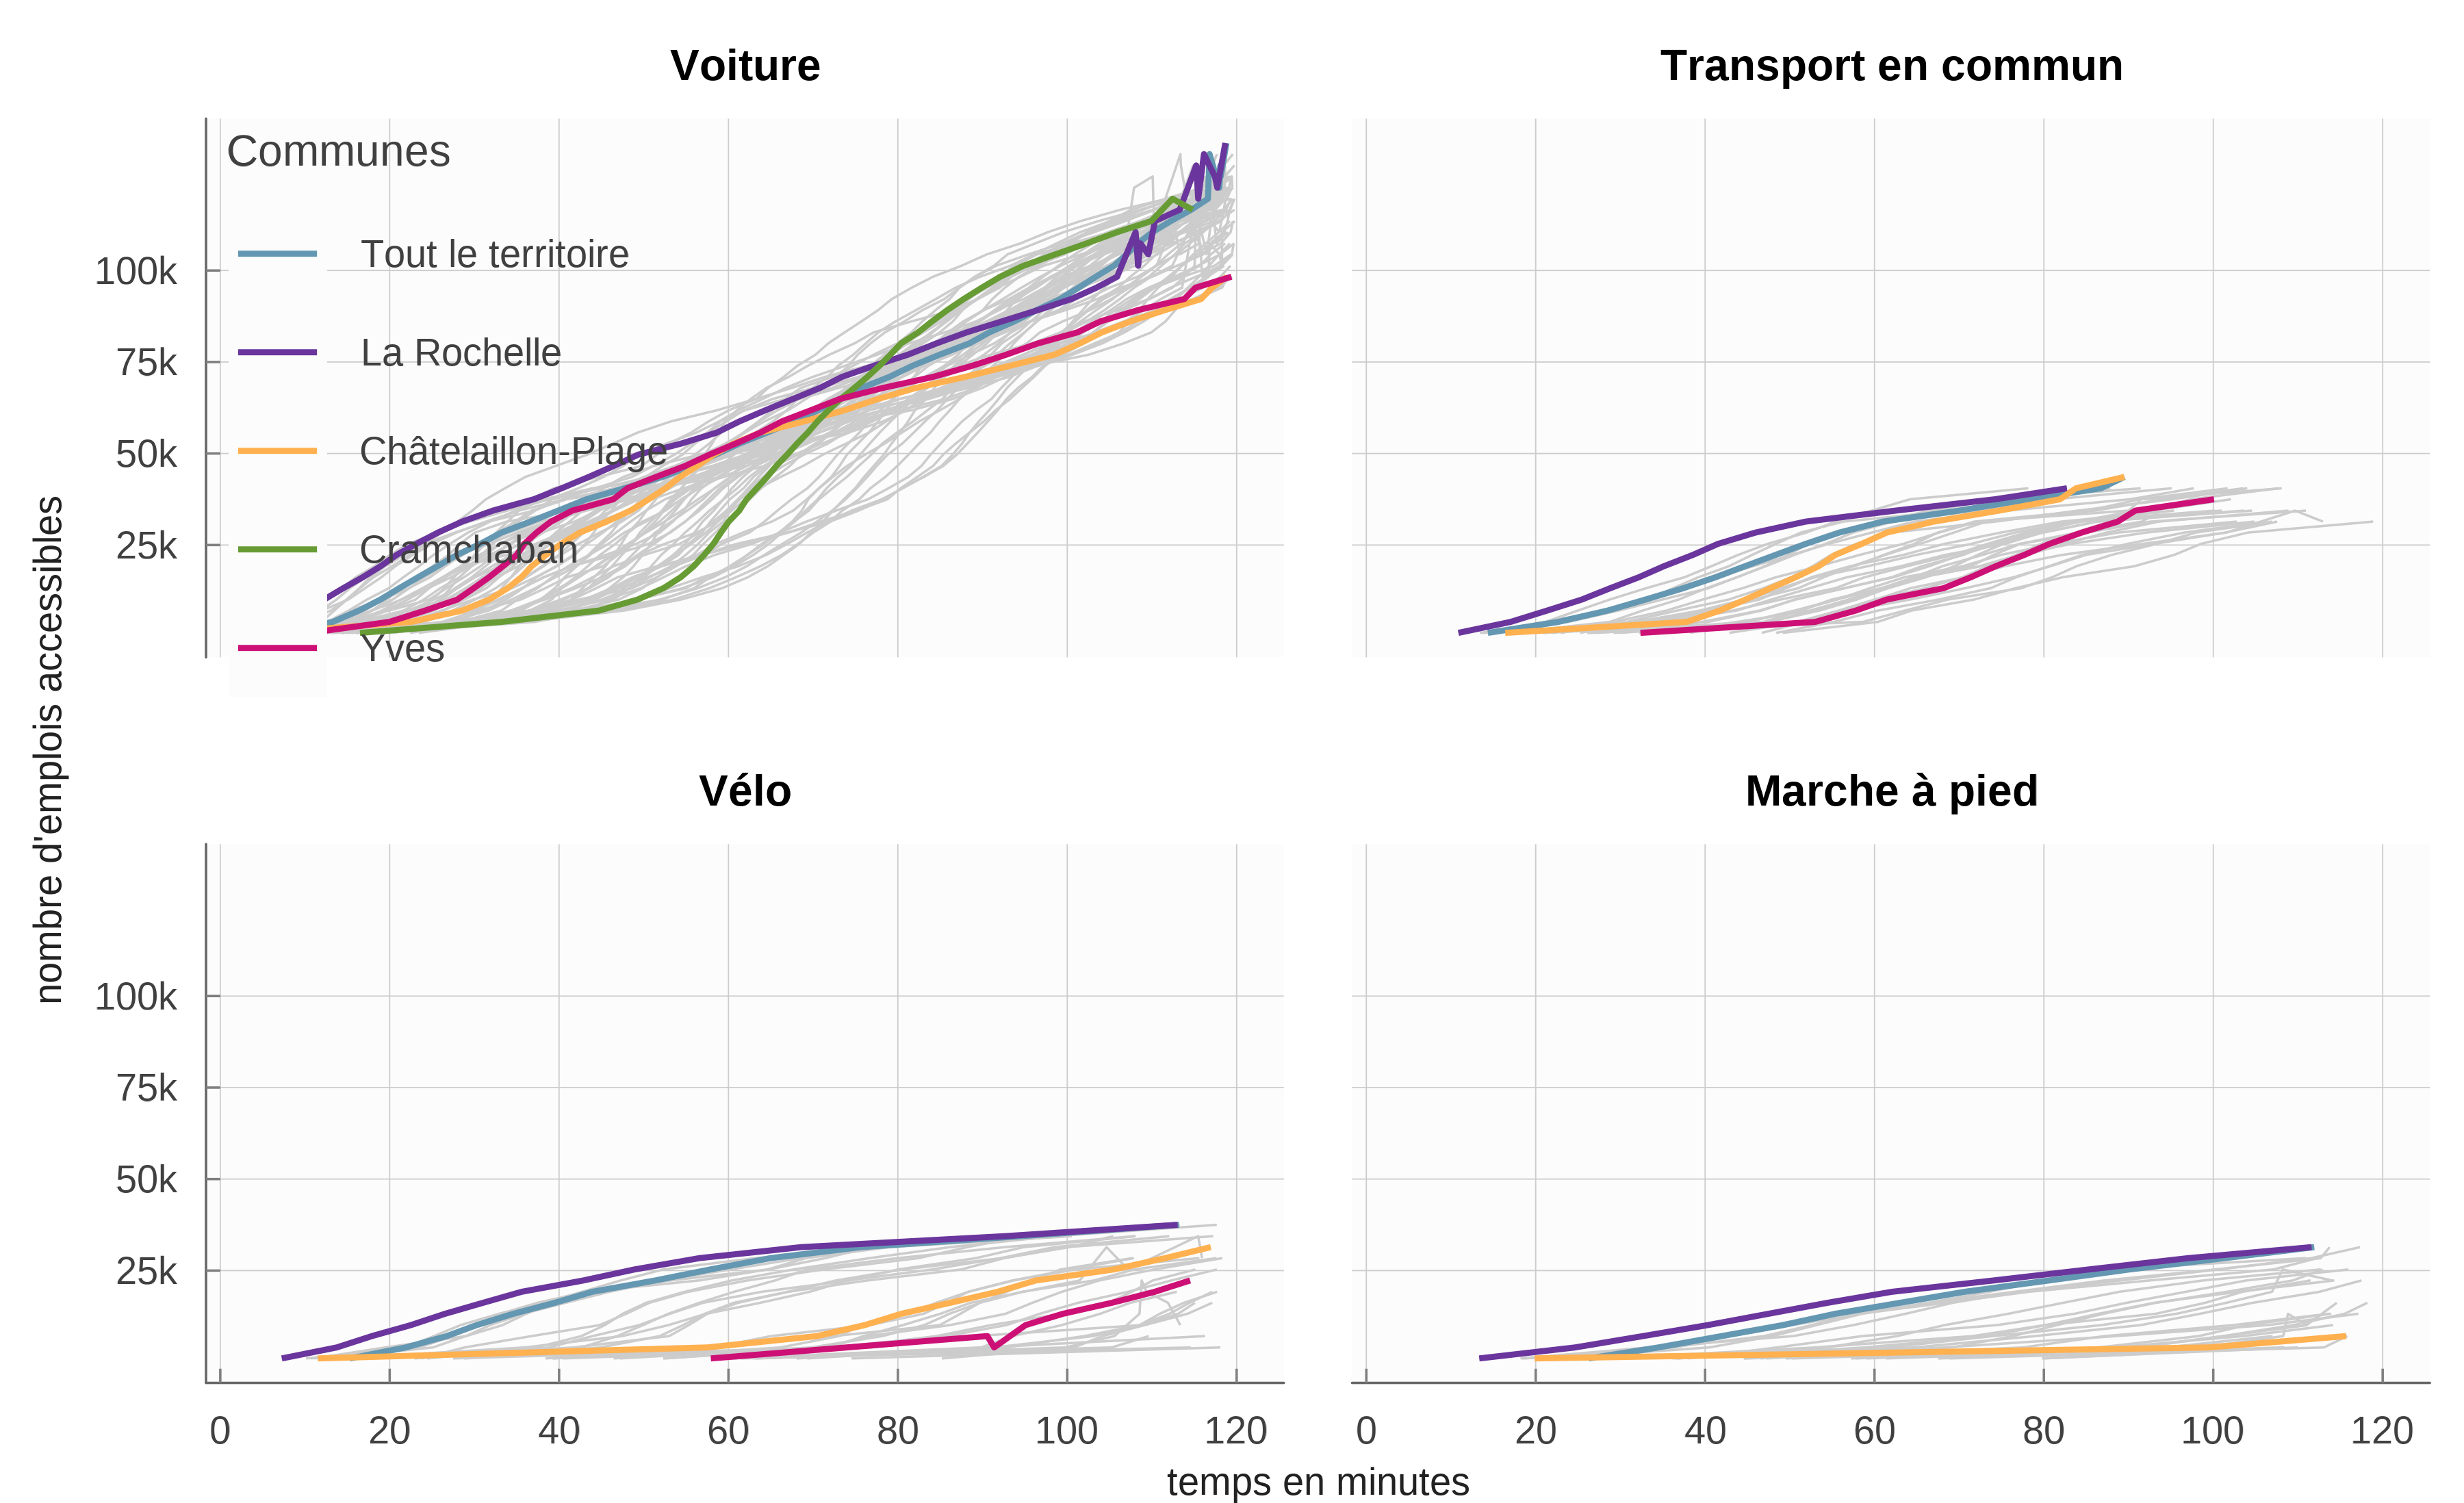 Voiture
Transport en commun
Communes
Tout le territoire
La Rochelle
Châtelaillon-Plage
Cramchaban
Yves
100k
75k
50k
25k
nombre d'emplois accessibles
Vélo
Marche à pied
100k
75k
50k
25k
0 20 40 60 80 100 120 0 20 40 60 80 100 120
temps en minutes